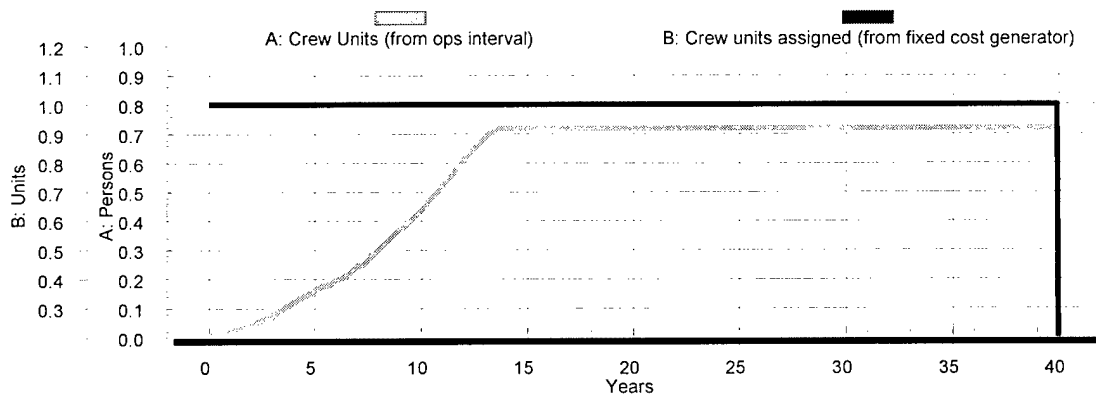 A: Crew Units (from ops interval)
B: Crew units assigned (from fixed cost generator)
1.2 1.0
1.1 0.9
1.0 0.8
0.9 0.7
0.8 0.6
0.7 0.5
0.6 0.4
0.5 0.3
0.4 0.2
0.3 0.1
0.0
B: Units
A: Persons
0 5 10 15 20 25 30 35 40
Years